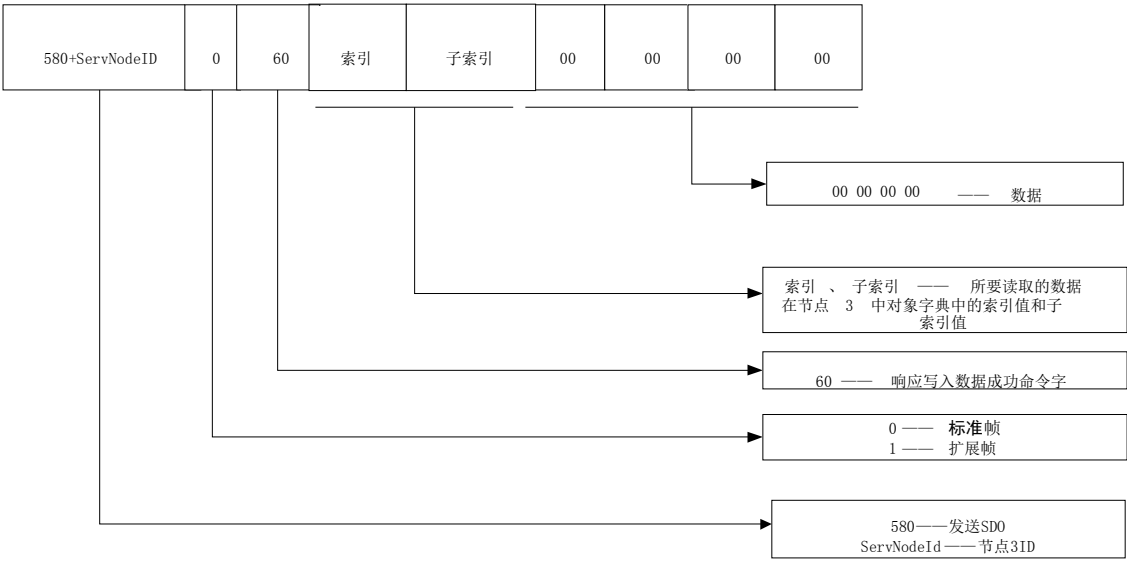 580+ServNodeID 0 60 索引 子索引 00 00 00 00
00 00 00 00 —— 数据
索引 、 子索引 —— 所要读取的数据
在节点 3 中对象字典中的索引值和子
索引值
60 —— 响应写入数据成功命令字
0 —— 标准帧
1 —— 扩展帧
580——发送SDO
ServNodeId——节点3ID